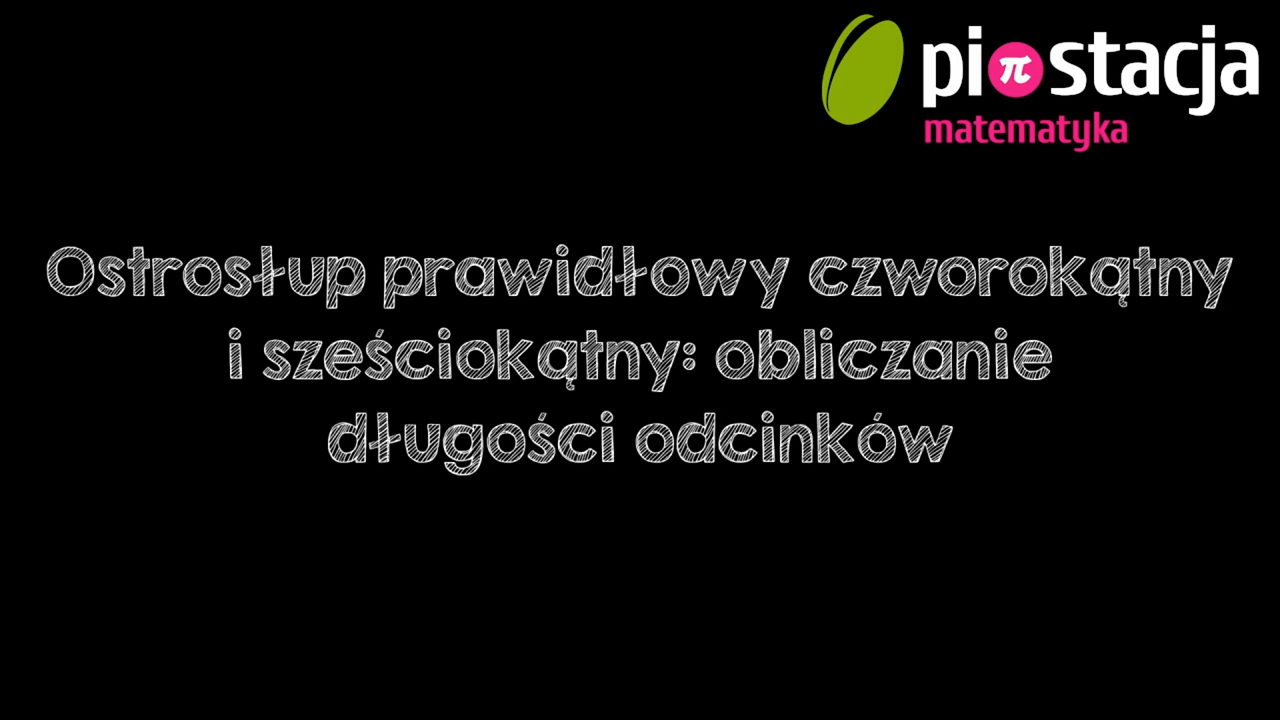 piπstacja
matematyka
Ostrosłup prawidłowy czworokątny
i sześciokątny: obliczanie
długości odcinków